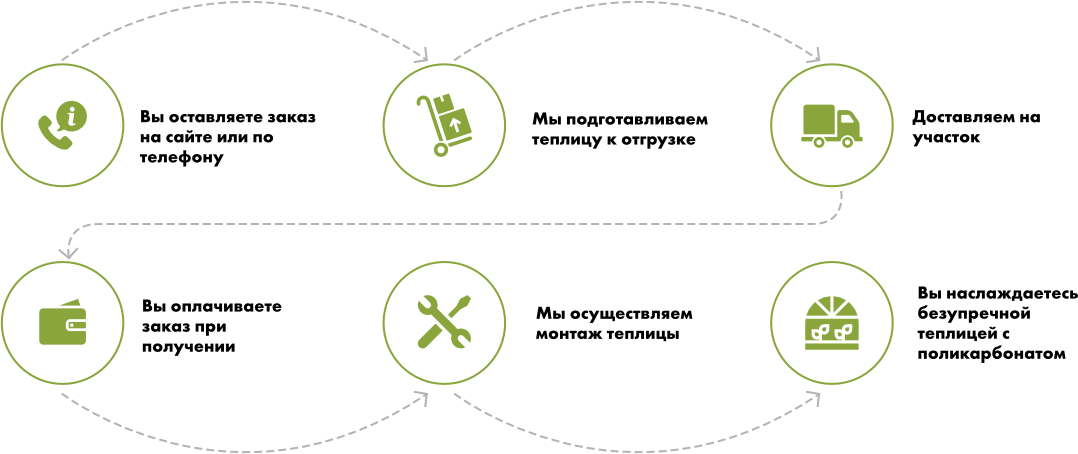 Вы оставляете заказ
на сайте или по
телефону
Мы подготавливаем
теплицу к отгрузке
Доставляем на
участок
Вы оплачиваете
заказ при
получении
Мы осуществляем
монтаж теплицы
Вы наслаждаетесь
безупречной
теплицей с
поликарбонатом